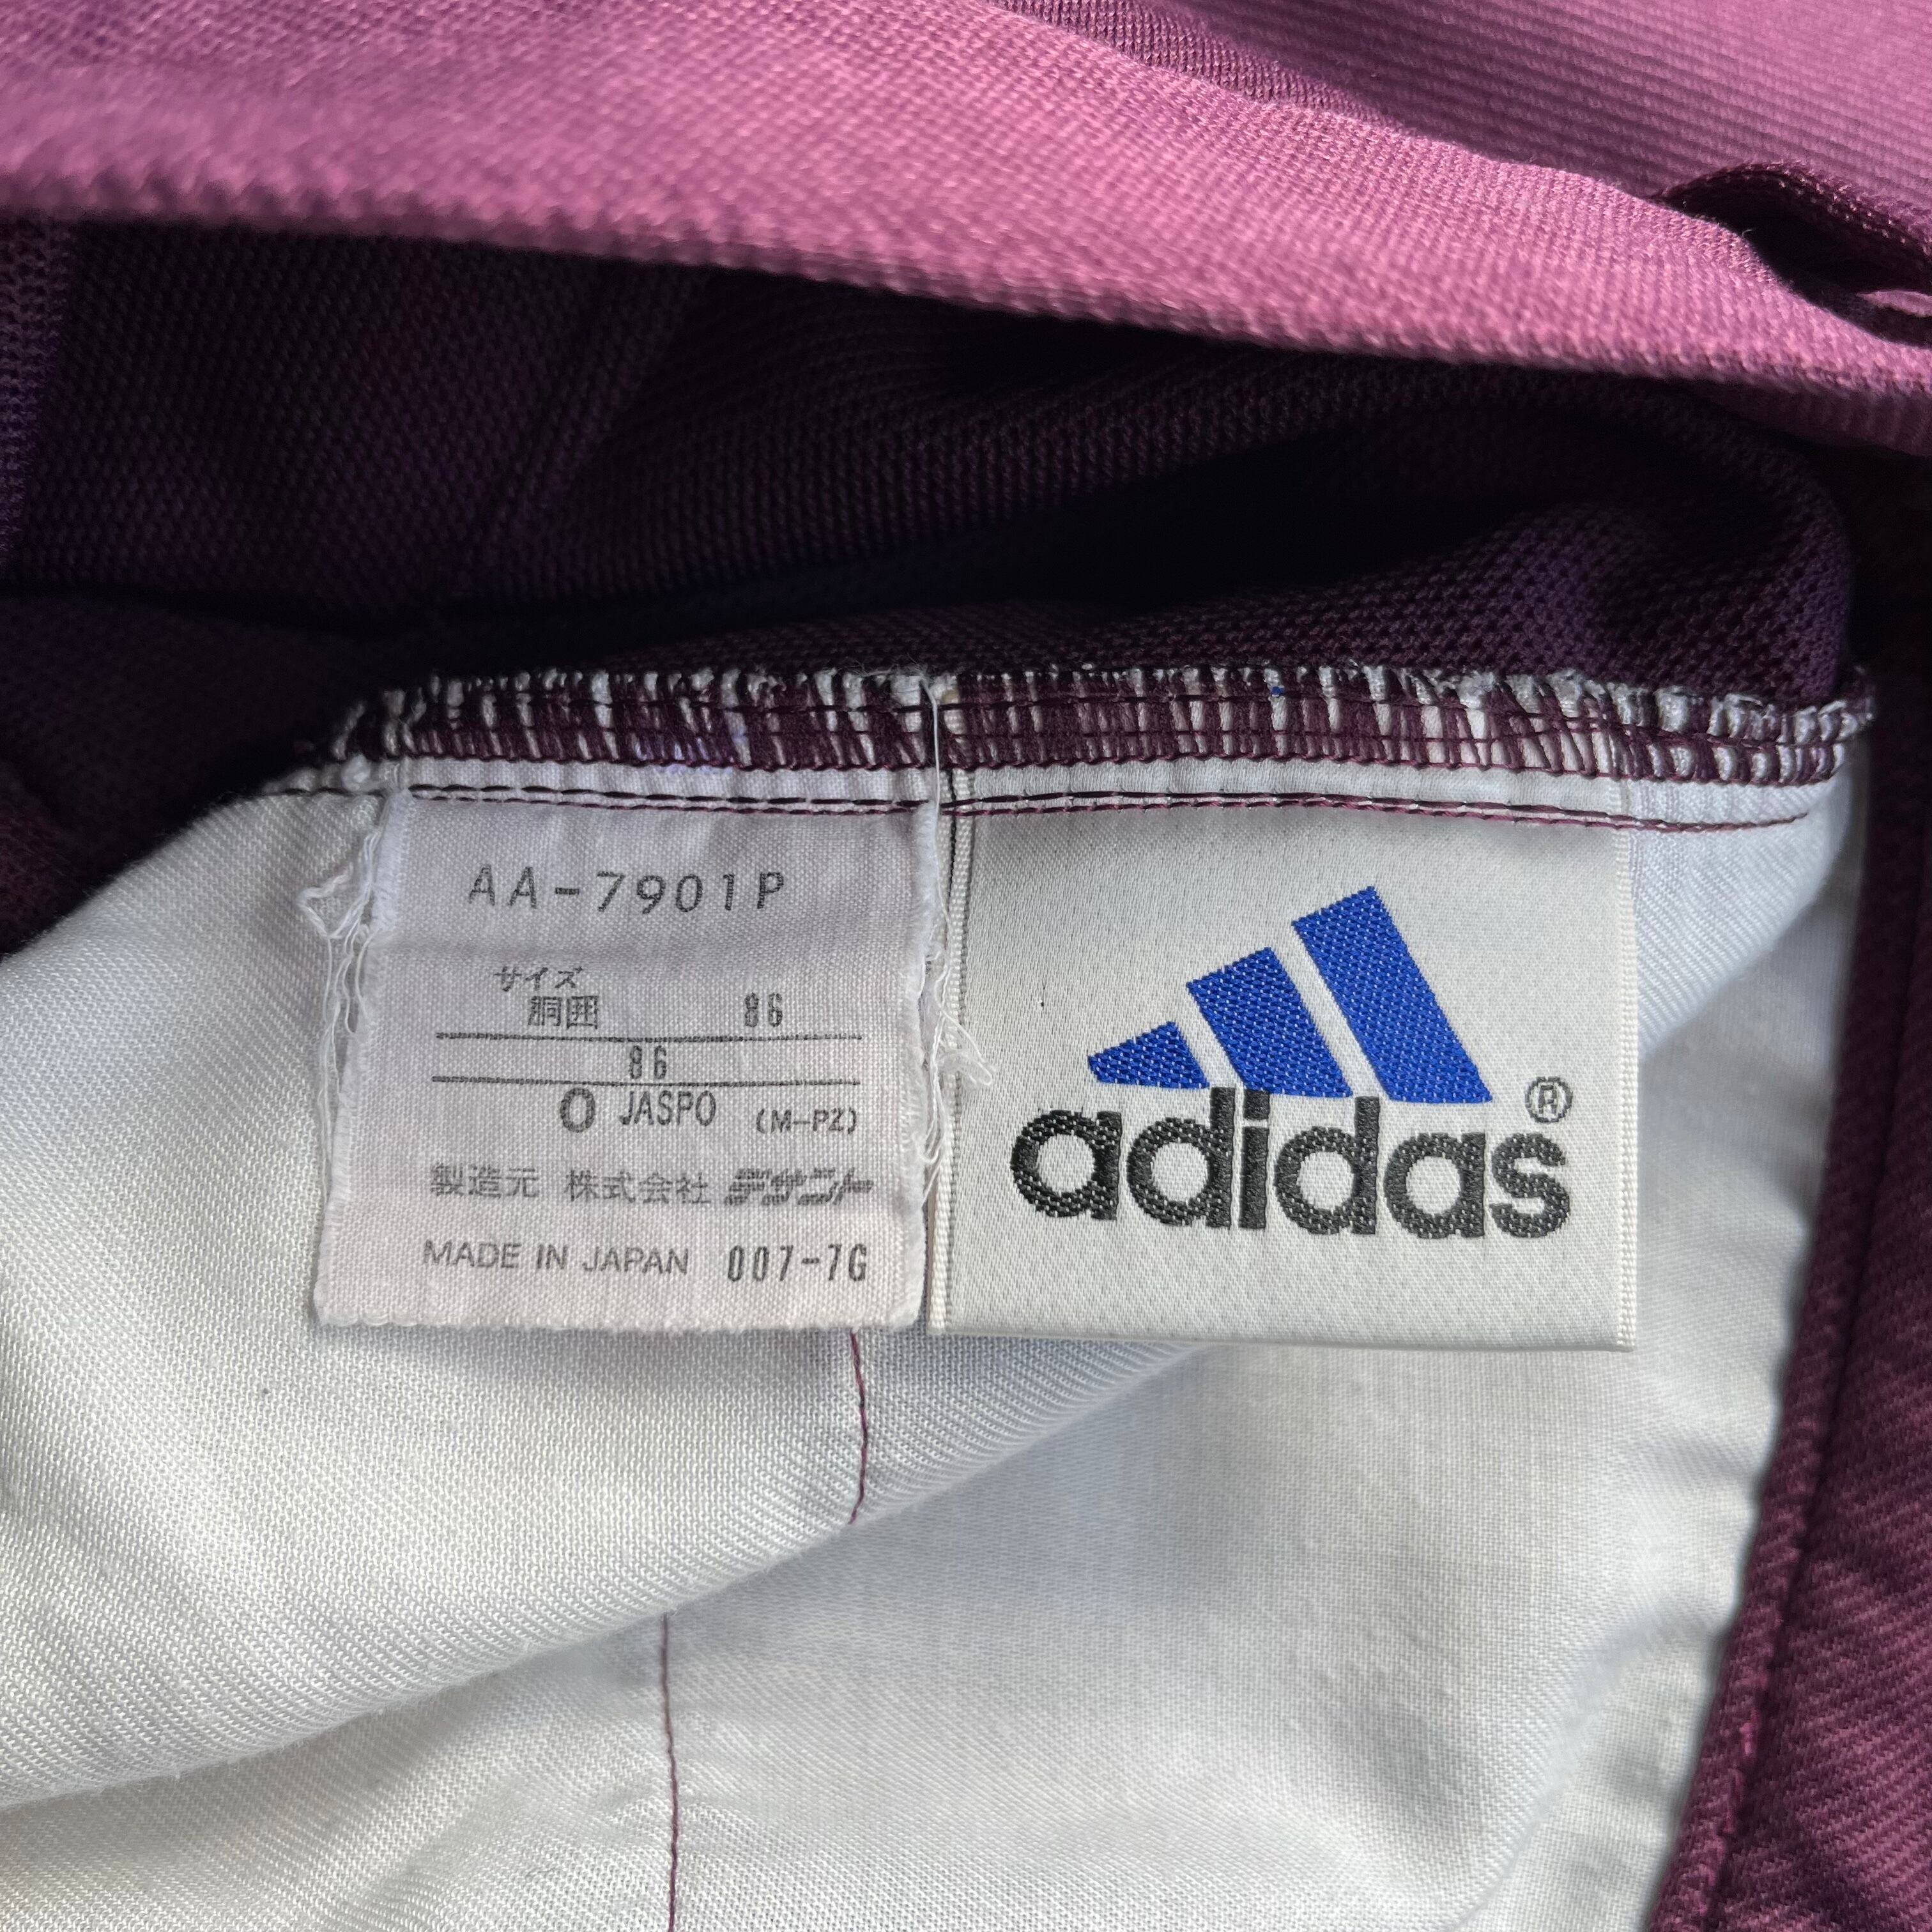 AA-7901P
サイズ
胴囲 86
86
O JASPO (M-PZ)
製造元 株式会社 デサント
MADE IN JAPAN 007-7G
adidas ®